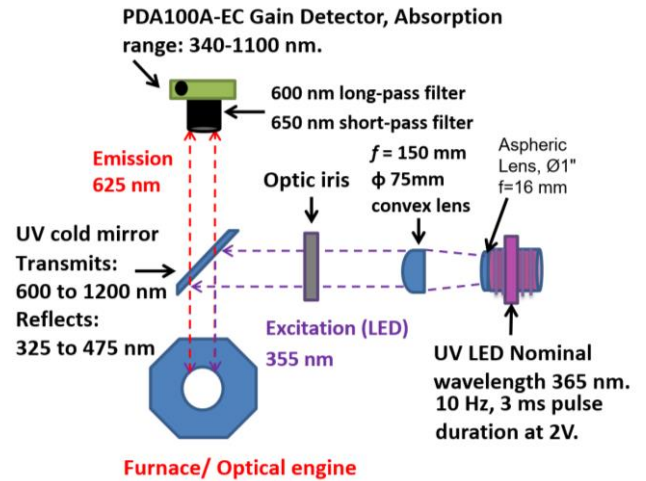 PDA100A-EC Gain Detector, Absorption
range: 340-1100 nm.
600 nm long-pass filter
650 nm short-pass filter
Emission
625 nm
Optic iris
f = 150 mm
ϕ 75mm
convex lens
Aspheric
Lens, Ø1"
f=16 mm
UV cold mirror
Transmits:
600 to 1200 nm
Reflects:
325 to 475 nm
Excitation (LED)
355 nm
UV LED Nominal
wavelength 365 nm.
10 Hz, 3 ms pulse
duration at 2V.
Furnace/ Optical engine